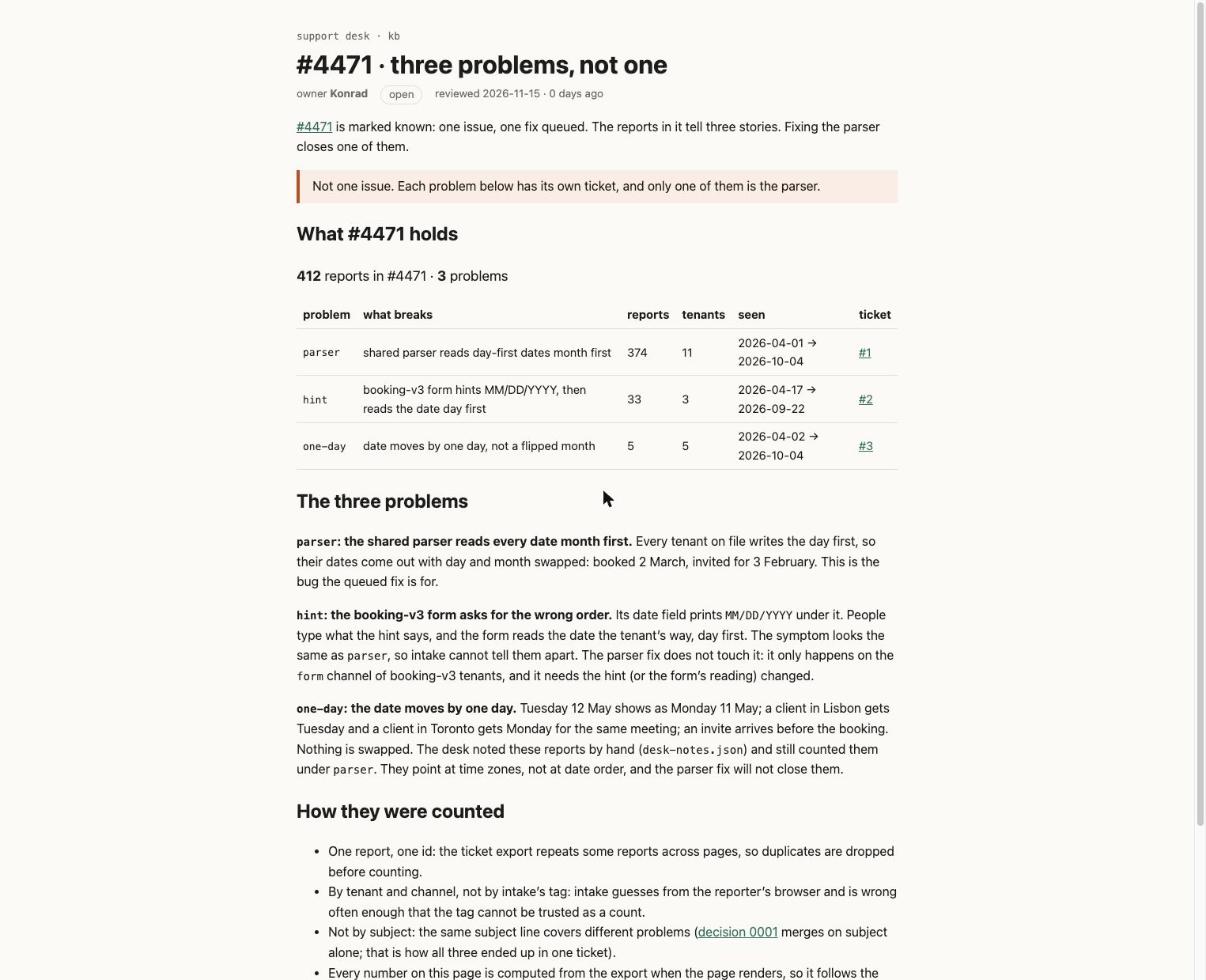 support desk · kb
#4471 · three problems, not one
owner Konrad open reviewed 2026-11-15 · 0 days ago
#4471 is marked known: one issue, one fix queued. The reports in it tell three stories. Fixing the parser
closes one of them.
Not one issue. Each problem below has its own ticket, and only one of them is the parser.
What #4471 holds
412 reports in #4471 · 3 problems
problem what breaks reports tenants seen ticket
parser shared parser reads day-first dates month first 374 11 2026-04-01 → #1
2026-10-04
hint booking-v3 form hints MM/DD/YYYY, then 33 3 2026-04-17 → #2
reads the date day first 2026-09-22
one-day date moves by one day, not a flipped month 5 5 2026-04-02 → #3
2026-10-04
The three problems
parser: the shared parser reads every date month first. Every tenant on file writes the day first, so
their dates come out with day and month swapped: booked 2 March, invited for 3 February. This is the
bug the queued fix is for.
hint: the booking-v3 form asks for the wrong order. Its date field prints MM/DD/YYYY under it. People
type what the hint says, and the form reads the date the tenant’s way, day first. The symptom looks the
same as parser, so intake cannot tell them apart. The parser fix does not touch it: it only happens on the
form channel of booking-v3 tenants, and it needs the hint (or the form’s reading) changed.
one-day: the date moves by one day. Tuesday 12 May shows as Monday 11 May; a client in Lisbon gets
Tuesday and a client in Toronto gets Monday for the same meeting; an invite arrives before the booking.
Nothing is swapped. The desk noted these reports by hand (desk-notes.json) and still counted them
under parser. They point at time zones, not at date order, and the parser fix will not close them.
How they were counted
• One report, one id: the ticket export repeats some reports across pages, so duplicates are dropped
before counting.
• By tenant and channel, not by intake’s tag: intake guesses from the reporter’s browser and is wrong
often enough that the tag cannot be trusted as a count.
• Not by subject: the same subject line covers different problems (decision 0001 merges on subject
alone; that is how all three ended up in one ticket).
• Every number on this page is computed from the export when the page renders, so it follows the